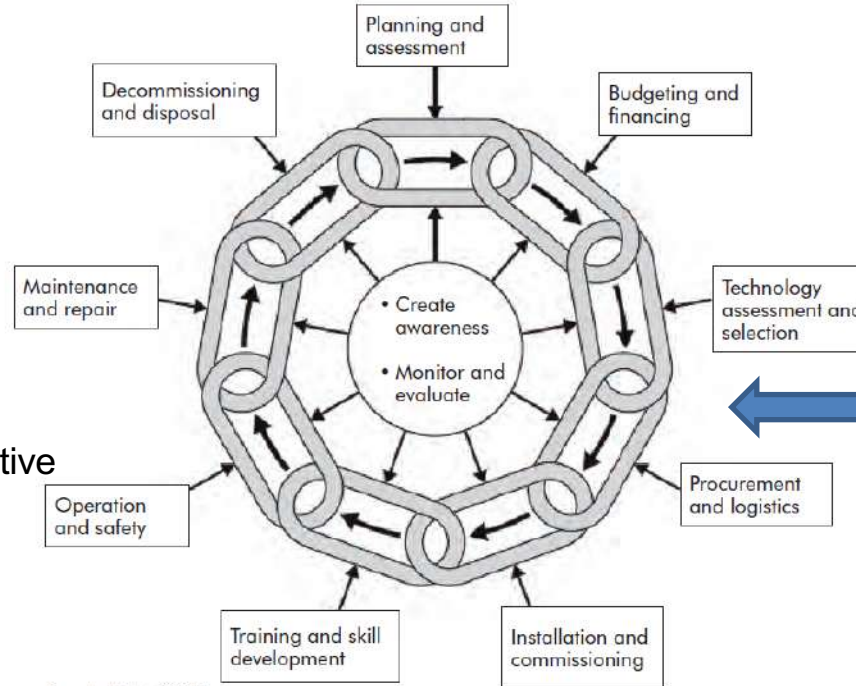 Planning and
assessment
Budgeting and
financing
Technology
assessment and
selection
Procurement
and logistics
Installation and
commissioning
Training and skill
development
Operation
and safety
Maintenance
and repair
Decommissioning
and disposal
• Create
awareness
• Monitor and
evaluate
tive